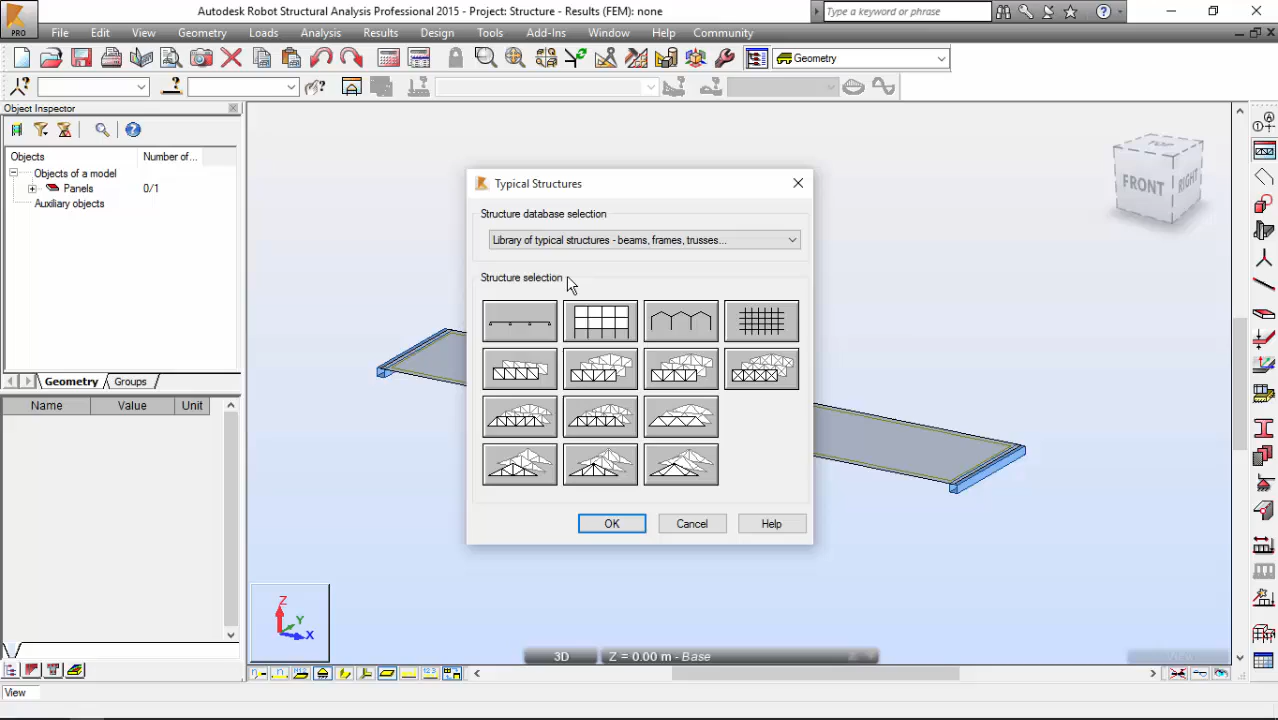 Autodesk Robot Structural Analysis Professional 2015 - Project: Structure - Results (FEM): none
Type a keyword or phrase
PRO
File Edit View Geometry Loads Analysis Results Design Tools Add-Ins Window Help Community
Geometry
Object Inspector
Objects Number of...
Objects of a model
Panels 0/1
Auxiliary objects
Geometry Groups
Name Value Unit
Typical Structures
Structure database selection
Library of typical structures - beams, frames, trusses...
Structure selection
OK Cancel Help
TOP
FRONT RIGHT
Z
Y
X
3D Z = 0.00 m - Base
View